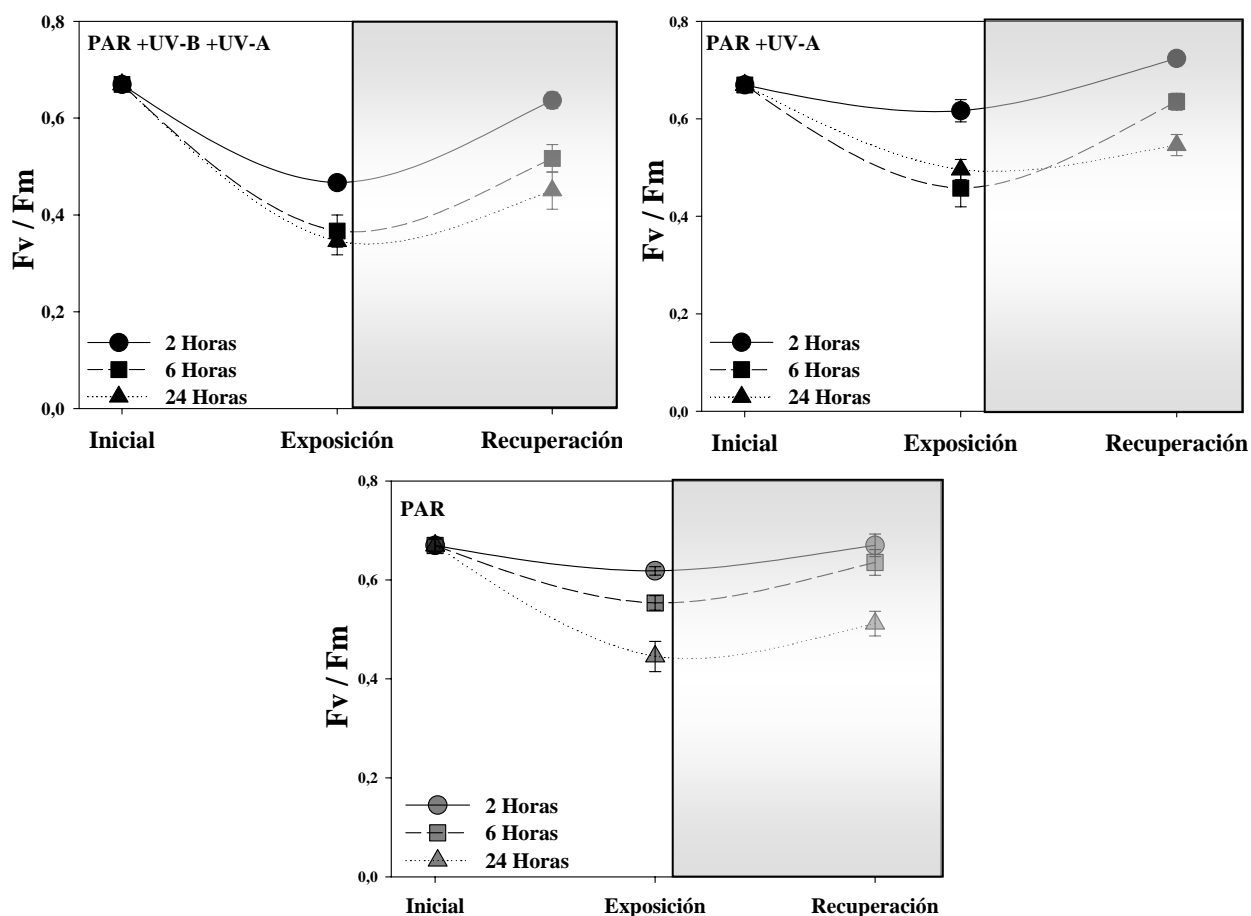 PAR +UV-B +UV-A
Fv / Fm
0,8
0,6
0,4
0,2
0,0
2 Horas
6 Horas
24 Horas
Inicial Exposición Recuperación
PAR +UV-A
Fv / Fm
0,8
0,6
0,4
0,2
0,0
2 Horas
6 Horas
24 Horas
Inicial Exposición Recuperación
PAR
Fv / Fm
0,8
0,6
0,4
0,2
0,0
2 Horas
6 Horas
24 Horas
Inicial Exposición Recuperación